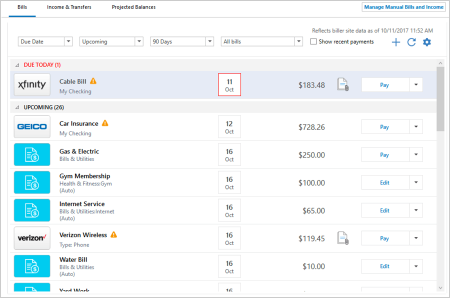 Bills Income & Transfers Projected Balances
Manage Manual Bills and Income
Reflects biller site data as of 10/11/2017 11:52 AM
Due Date Upcoming 90 Days All bills Show recent payments
DUE TODAY (1)
xfinity Cable Bill 11 $183.48 Pay
My Checking Oct
UPCOMING (26)
GEICO Car Insurance 12 $728.26 Pay
My Checking Oct
Gas & Electric 16 $250.00 Pay
Bills & Utilities Oct
Gym Membership 16 $100.00 Edit
Health & Fitness:Gym Oct
(Auto)
Internet Service 16 $65.00 Edit
Bills & Utilities:Internet Oct
(Auto)
verizon Verizon Wireless 16 $119.45 Pay
Type: Phone Oct
Water Bill 16 $10.00 Edit
Bills & Utilities Oct
(Auto)
Yard Work 16